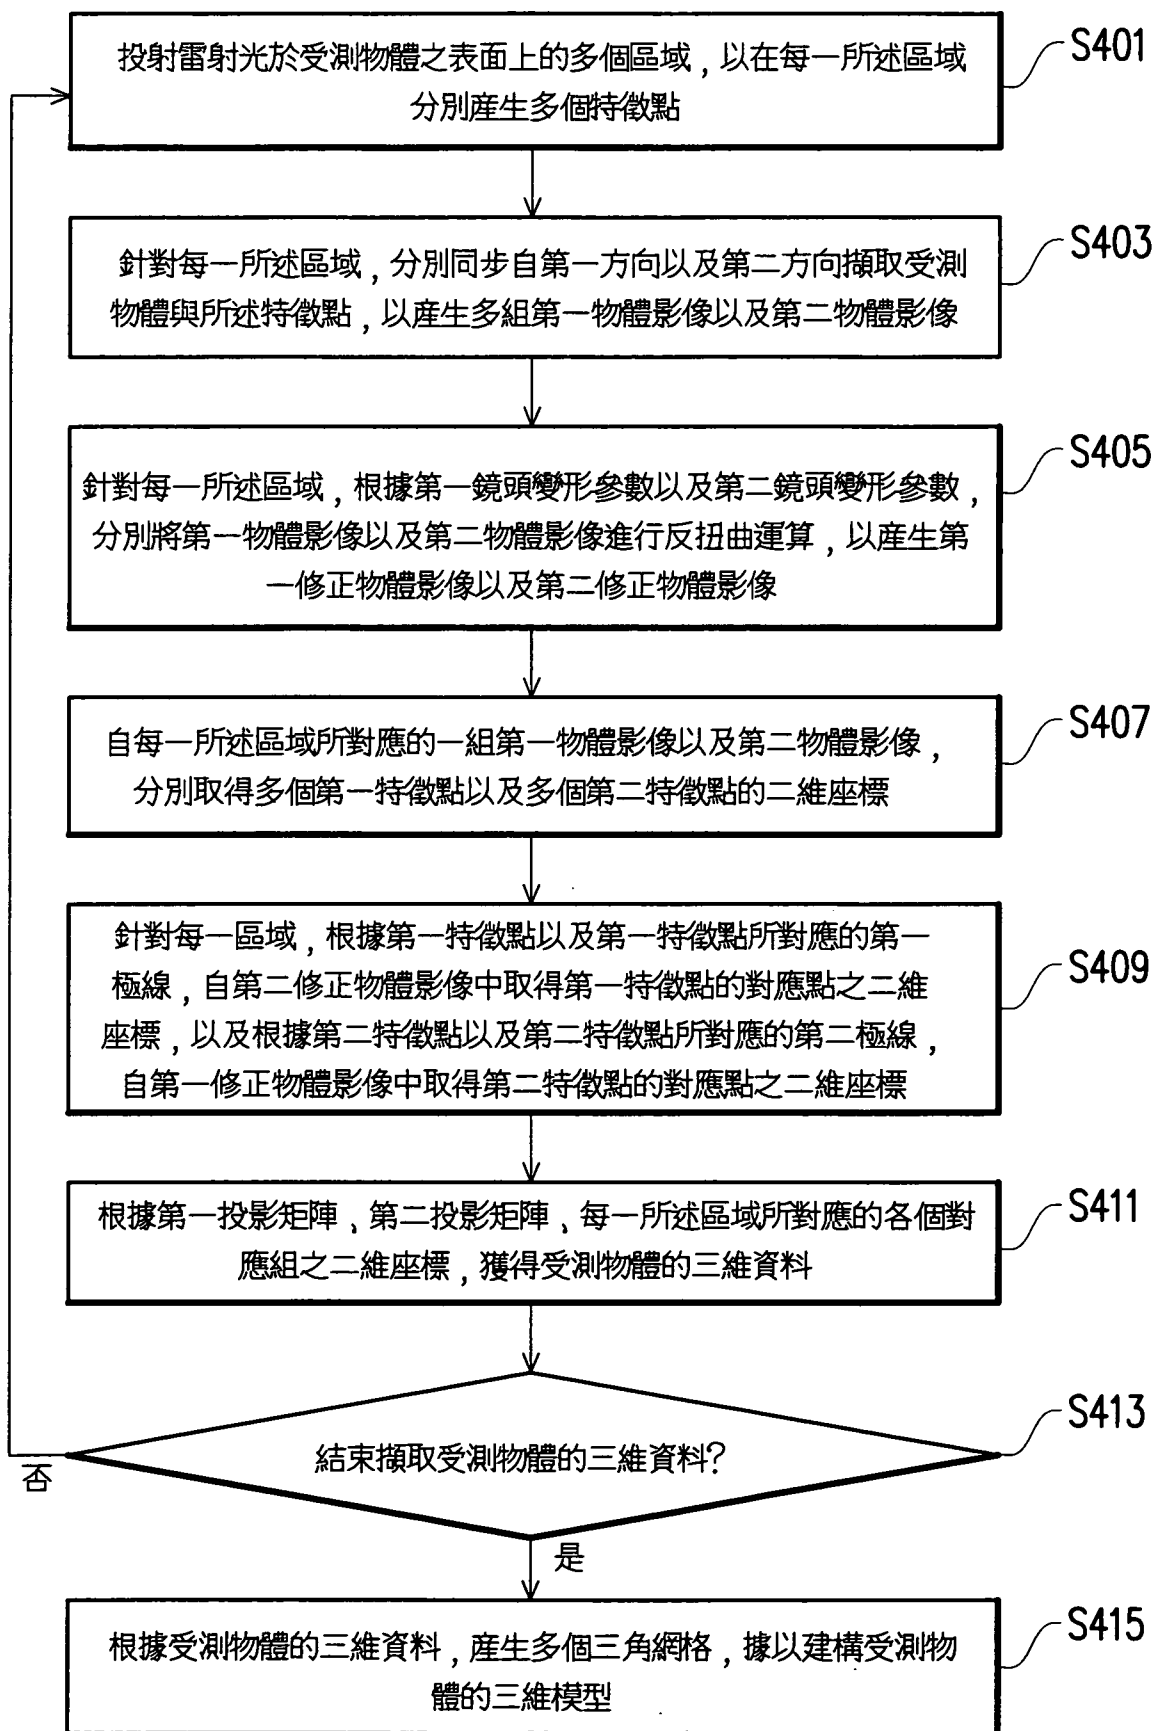 投射雷射光於受測物體之表面上的多個區域，以在每一所述區域
分別產生多個特徵點
S401
針對每一所述區域，分別同步自第一方向以及第二方向擷取受測
物體與所述特徵點，以產生多組第一物體影像以及第二物體影像
S403
針對每一所述區域，根據第一鏡頭變形參數以及第二鏡頭變形參數，
分別將第一物體影像以及第二物體影像進行反扭曲運算，以產生第
一修正物體影像以及第二修正物體影像
S405
自每一所述區域所對應的一組第一物體影像以及第二物體影像，
分別取得多個第一特徵點以及多個第二特徵點的二維座標
S407
針對每一區域，根據第一特徵點以及第一特徵點所對應的第一
極線，自第二修正物體影像中取得第一特徵點的對應點之二維
座標，以及根據第二特徵點以及第二特徵點所對應的第二極線，
自第一修正物體影像中取得第二特徵點的對應點之二維座標
S409
根據第一投影矩陣，第二投影矩陣，每一所述區域所對應的各個對
應組之二維座標，獲得受測物體的三維資料
S411
結束擷取受測物體的三維資料?
S413
否
是
根據受測物體的三維資料，產生多個三角網格，據以建構受測物
體的三維模型
S415